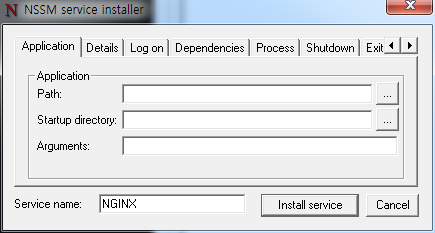 NSSM service installer
Application Details Log on Dependencies Process Shutdown Exit
Application
Path:
...
Startup directory:
...
Arguments:
Service name: NGINX Install service Cancel